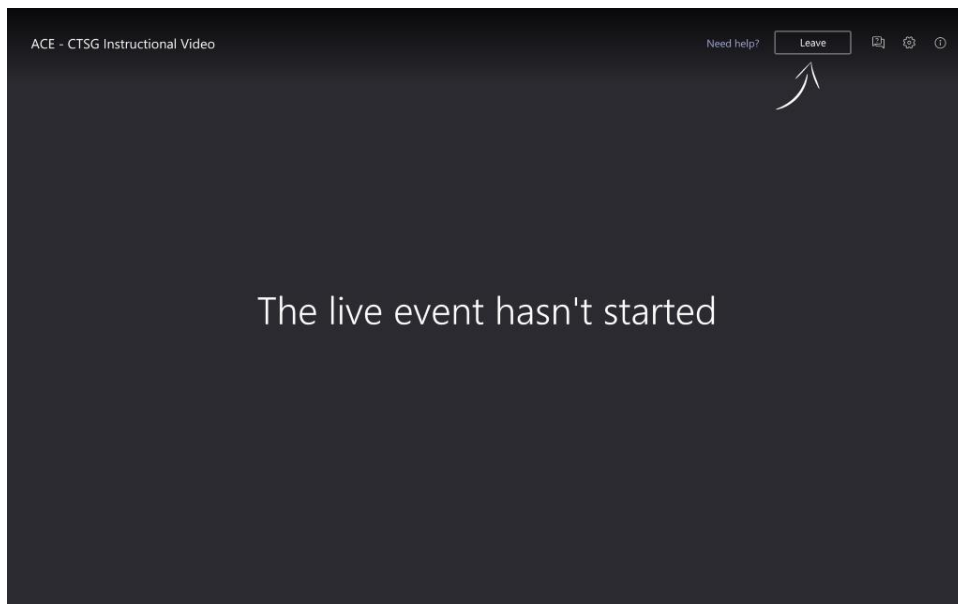 ACE - CTSG Instructional Video
Need help?
Leave
The live event hasn't started